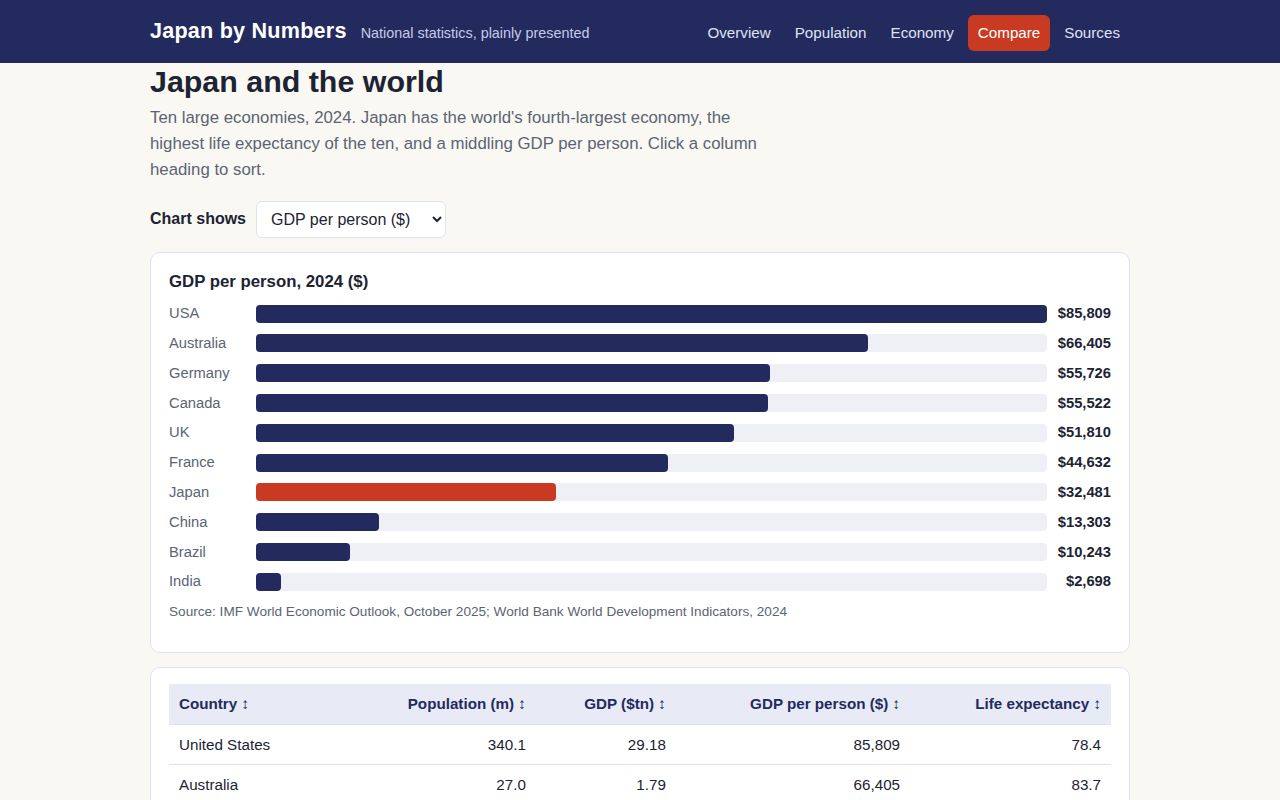 Japan by Numbers National statistics, plainly presented Overview Population Economy Compare Sources
Japan and the world
Ten large economies, 2024. Japan has the world's fourth-largest economy, the
highest life expectancy of the ten, and a middling GDP per person. Click a column
heading to sort.
Chart shows GDP per person ($)
GDP per person, 2024 ($)
USA $85,809
Australia $66,405
Germany $55,726
Canada $55,522
UK $51,810
France $44,632
Japan $32,481
China $13,303
Brazil $10,243
India $2,698
Source: IMF World Economic Outlook, October 2025; World Bank World Development Indicators, 2024
Country ↕ Population (m) ↕ GDP ($tn) ↕ GDP per person ($) ↕ Life expectancy ↕
United States 340.1 29.18 85,809 78.4
Australia 27.0 1.79 66,405 83.7